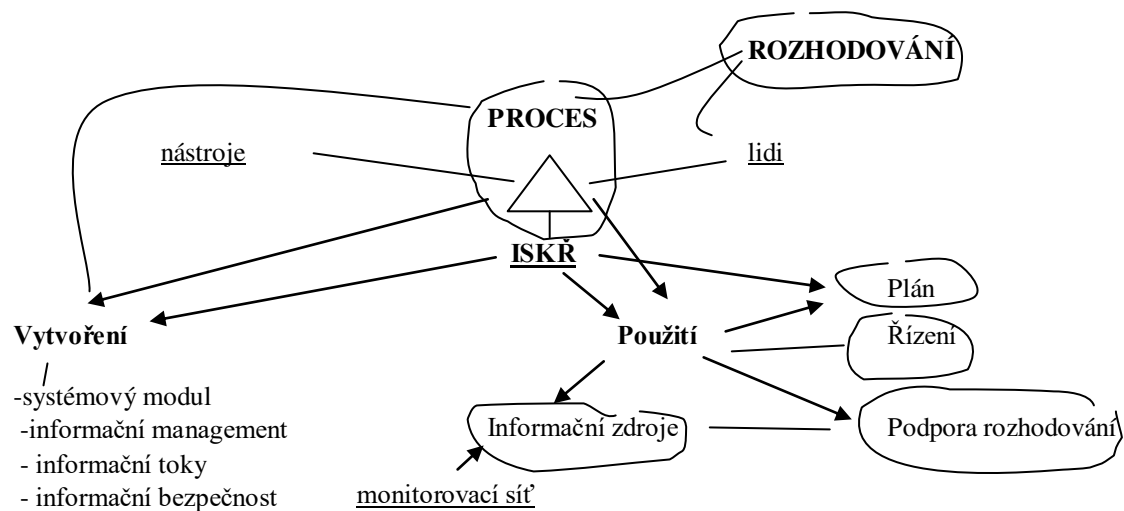 ROZHODOVÁNÍ
PROCES
nástroje
lidi
ISKŘ
Plán
Vytvoření
Použití
Řízení
-systémový modul
-informační management
Informační zdroje
Podpora rozhodování
- informační toky
- informační bezpečnost
monitorovací síť